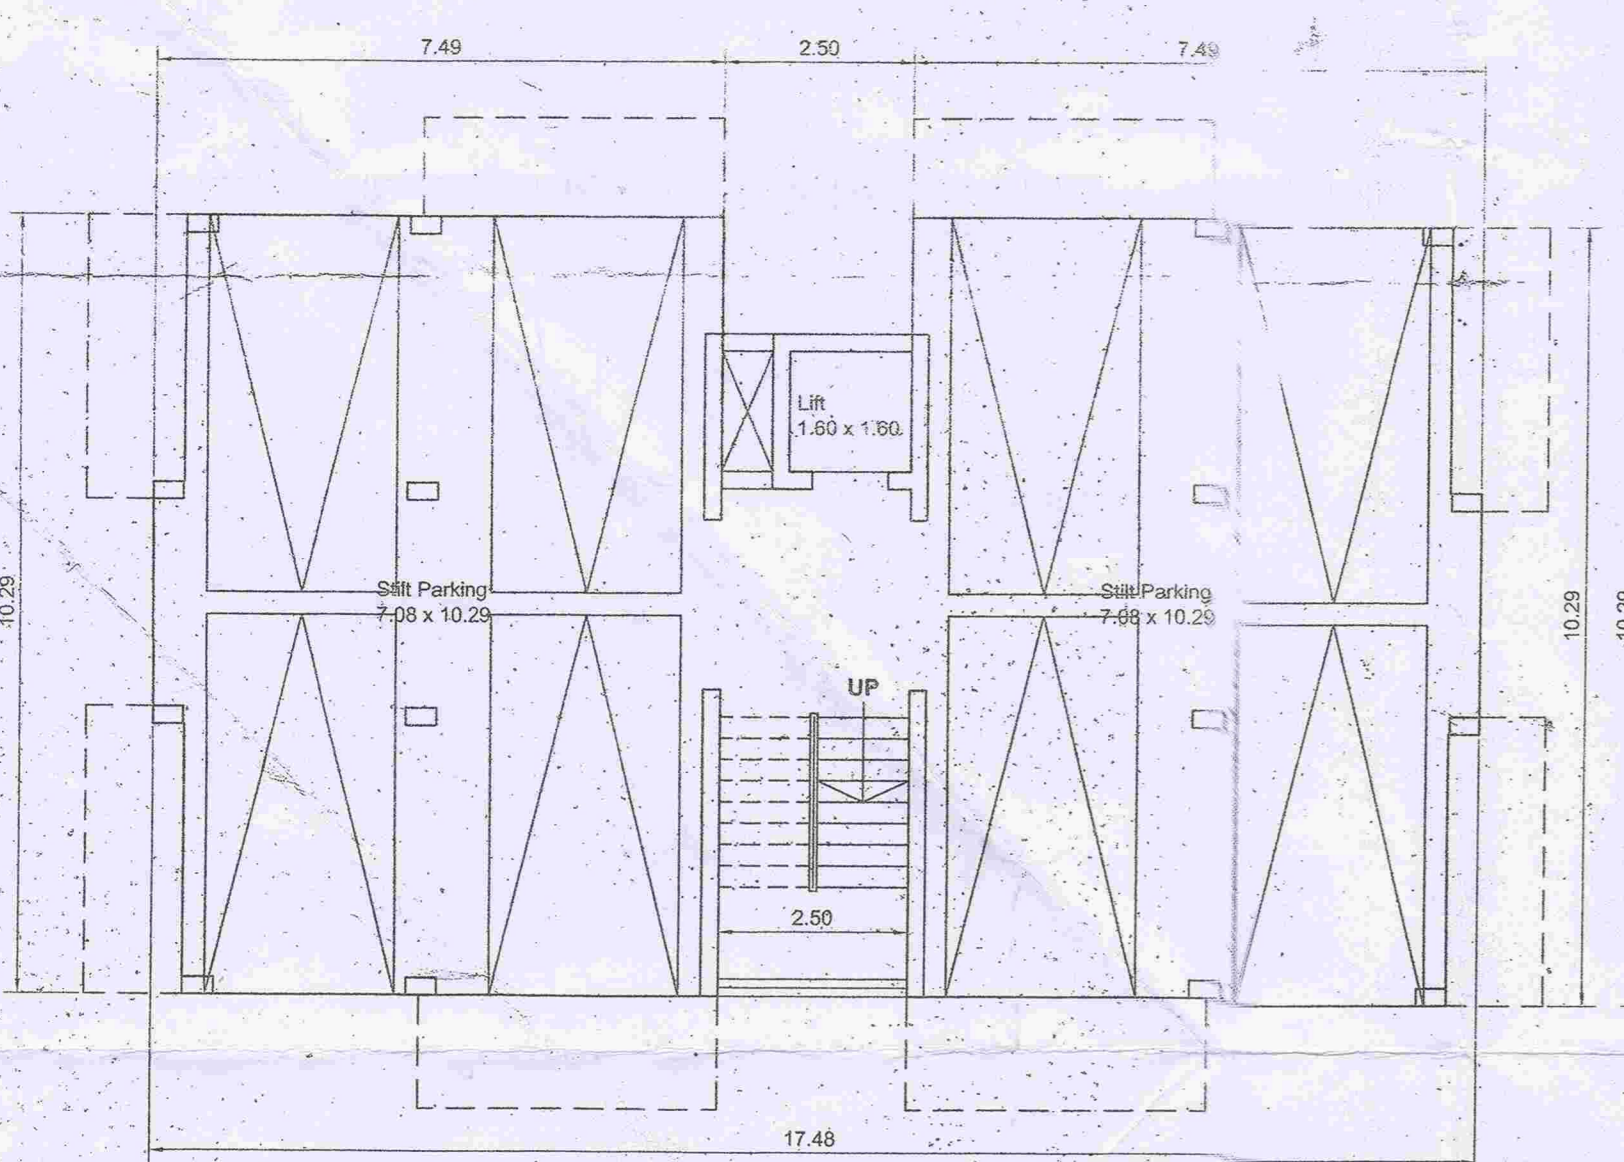 7.49
2.50
7.49
Lift
1.60 x 1.60
Stilt Parking
7.08 x 10.29
Stilt Parking
7.08 x 10.29
10.29
10.29
UP
2.50
17.48